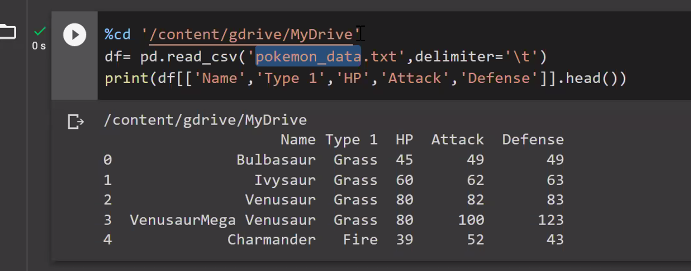 %cd '/content/gdrive/MyDrive'
df= pd.read_csv('pokemon_data.txt',delimiter='\t')
print(df[['Name','Type 1','HP','Attack','Defense']].head())
0 s
/content/gdrive/MyDrive
Name Type 1 HP Attack Defense
0 Bulbasaur Grass 45 49 49
1 Ivysaur Grass 60 62 63
2 Venusaur Grass 80 82 83
3 VenusaurMega Venusaur Grass 80 100 123
4 Charmander Fire 39 52 43